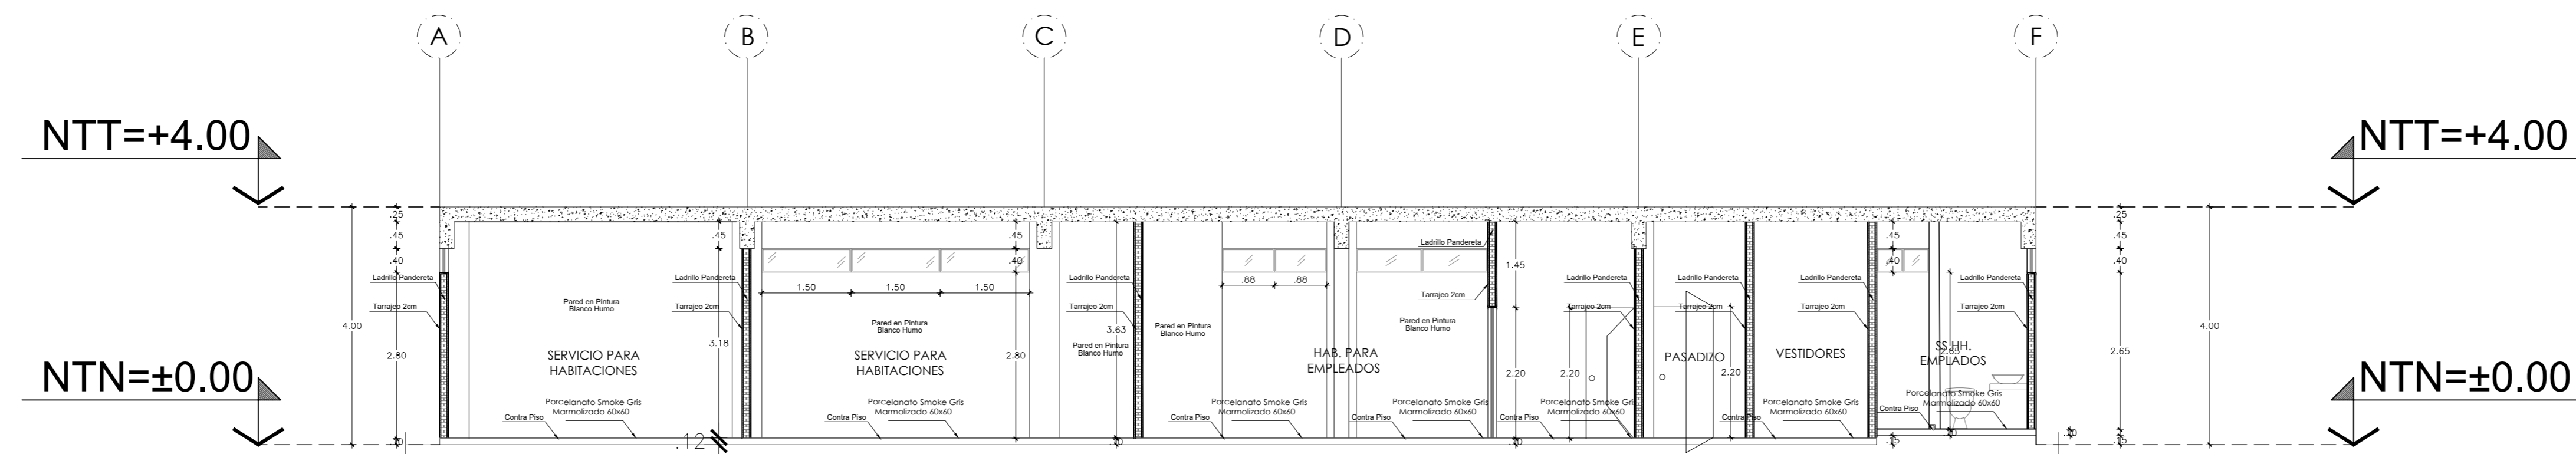 A B C D E F
NTT=+4.00 NTT=+4.00
.25 .25
.45 .45 .45 .45 .45
.40 .40 .40 .40
Ladrillo Pandereta
1.45
Ladrillo Pandereta Ladrillo Pandereta Ladrillo Pandereta Ladrillo Pandereta Ladrillo Pandereta Ladrillo Pandereta Ladrillo Pandereta
1.50 1.50 1.50 .88 .88
Tarrajeo 2cm
Pared en Pintura
Blanco Humo
Tarrajeo 2cm Tarrajeo 2cm Tarrajeo 2cm Tarrajeo 2cm Tarrajeo 2cm Tarrajeo 2cm Tarrajeo 2cm
Pared en Pintura
Blanco Humo
Pared en Pintura
Blanco Humo
Pared en Pintura
Blanco Humo
4.00 3.63 4.00
3.18
Pared en Pintura
Blanco Humo
2.80 2.80 2.65 2.65
SERVICIO PARA
HABITACIONES
SERVICIO PARA
HABITACIONES
HAB. PARA
EMPLEADOS
PASADIZO
VESTIDORES
SS.HH.
EMPLADOS
2.20 2.20 2.20
NTN=±0.00 NTN=±0.00
Porcelanato Smoke Gris
Marmolizado 60x60
Porcelanato Smoke Gris
Marmolizado 60x60
Porcelanato Smoke Gris
Marmolizado 60x60
Porcelanato Smoke Gris
Marmolizado 60x60
Porcelanato Smoke Gris
Marmolizado 60x60
Porcelanato Smoke Gris
Marmolizado 60x60
Porcelanato Smoke Gris
Marmolizado 60x60
Contra Piso Contra Piso Contra Piso Contra Piso Contra Piso Contra Piso Contra Piso
.12